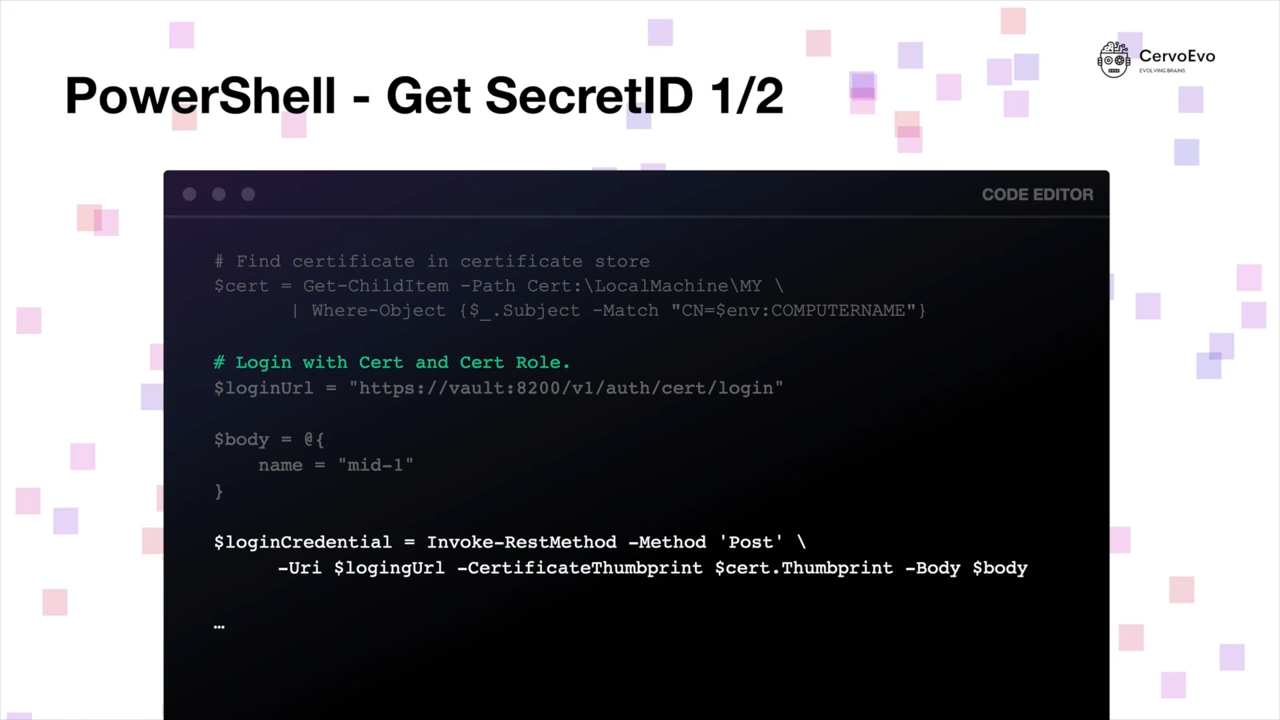 CervoEvo
EVOLVING BRAINS
PowerShell - Get SecretID 1/2
CODE EDITOR
# Find certificate in certificate store
$cert = Get-ChildItem -Path Cert:\LocalMachine\MY \
| Where-Object {$_.Subject -Match "CN=$env:COMPUTERNAME"}
# Login with Cert and Cert Role.
$loginUrl = "https://vault:8200/v1/auth/cert/login"
$body = @{
name = "mid-1"
}
$loginCredential = Invoke-RestMethod -Method 'Post' \
-Uri $logingUrl -CertificateThumbprint $cert.Thumbprint -Body $body
…